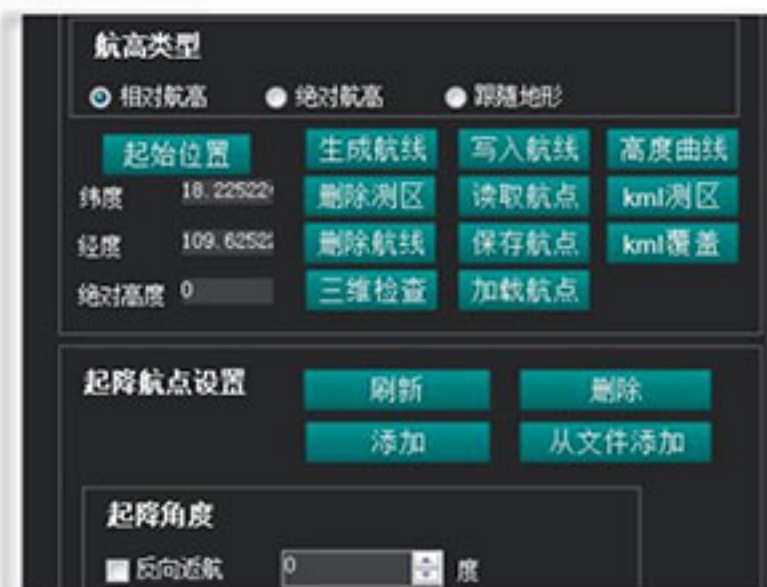 航高类型
相对航高 绝对航高 跟随地形
起始位置 生成航线 写入航线 高度曲线
纬度 18.22522 删除测区 读取航点 kml测区
经度 109.6252 删除航线 保存航点 kml覆盖
绝对高度 0 三维检查 加载航点
起降航点设置 刷新 删除
添加 从文件添加
起降角度
反向返航 0 度